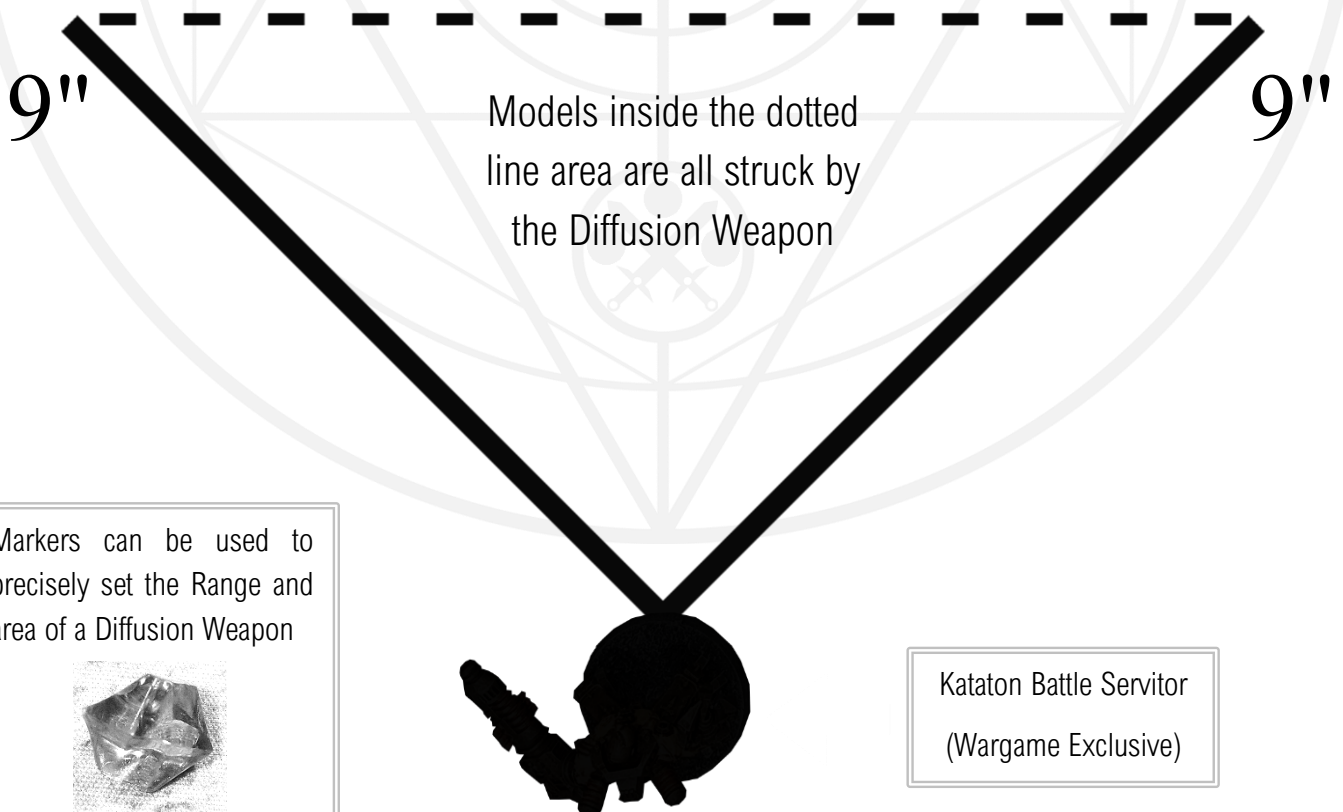 9"
9"
Models inside the dotted
line area are all struck by
the Diffusion Weapon
Markers can be used to
precisely set the Range and
area of a Diffusion Weapon
Kataton Battle Servitor
(Wargame Exclusive)